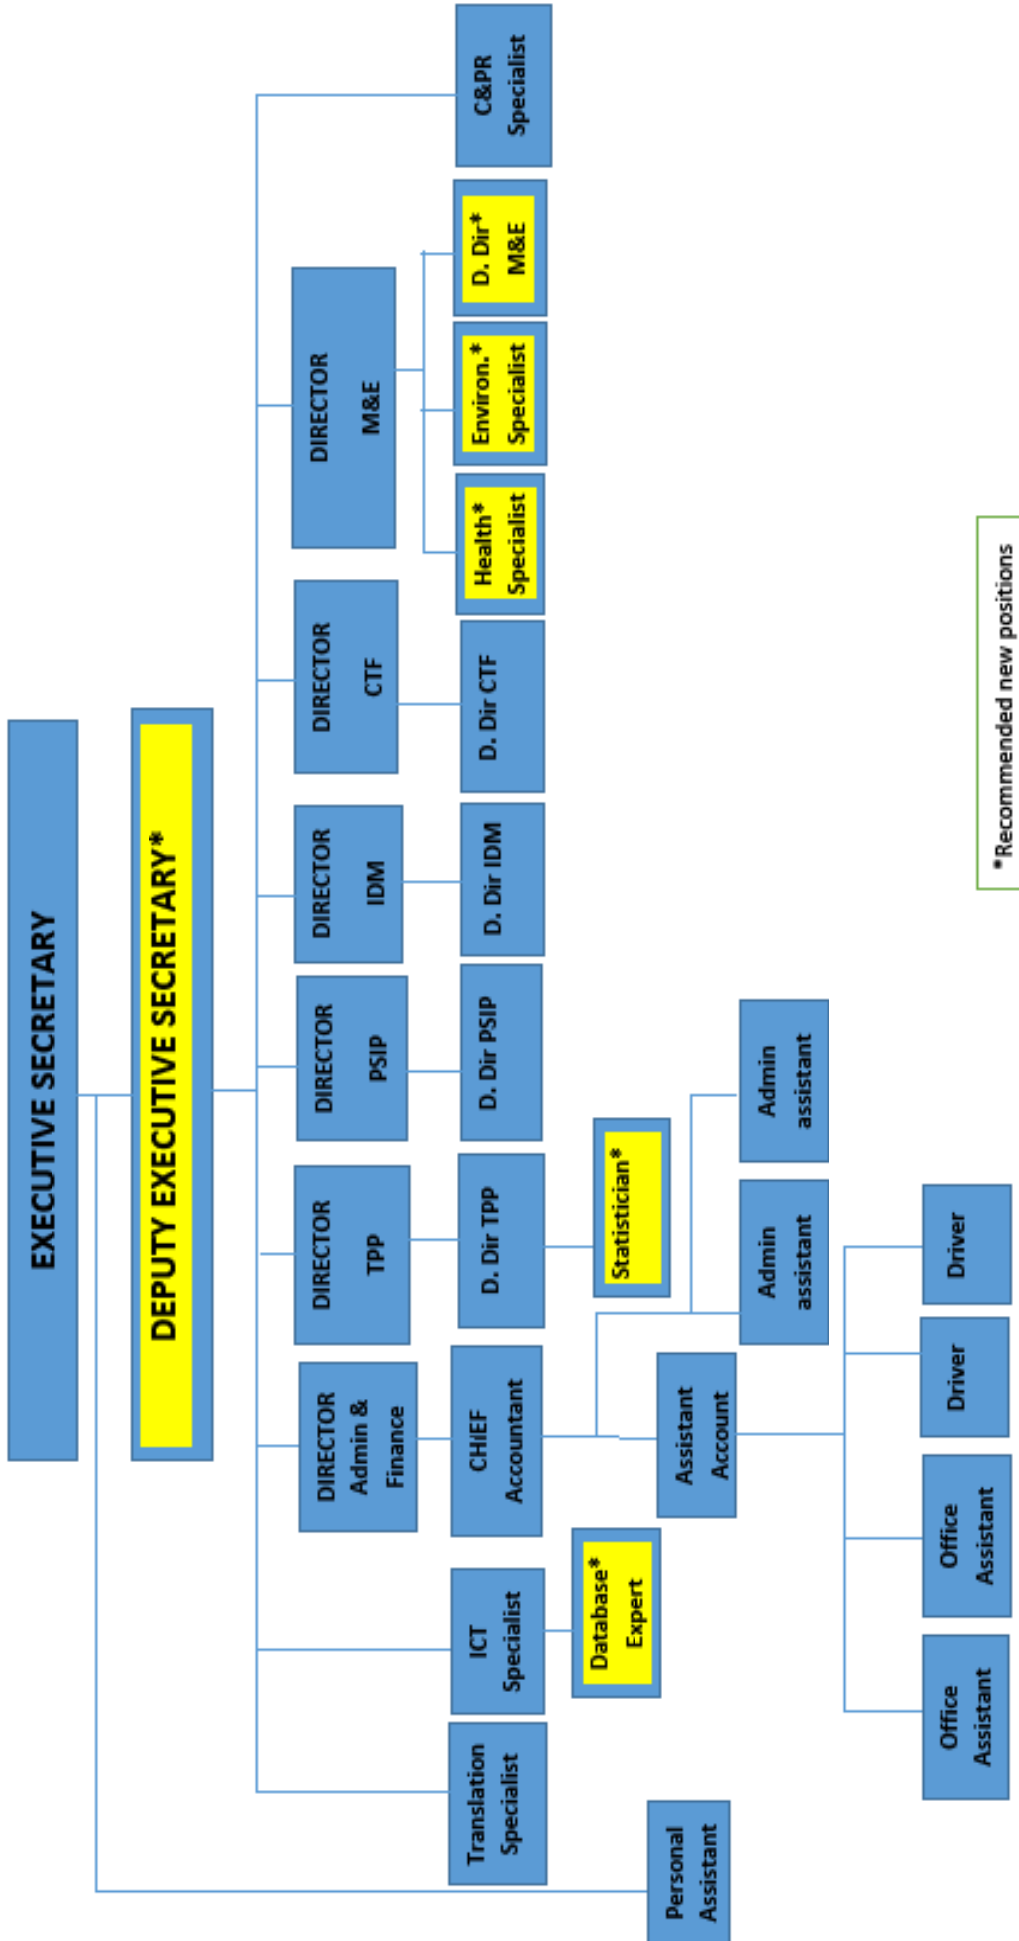 EXECUTIVE SECRETARY
DEPUTY EXECUTIVE SECRETARY*
DIRECTOR
Admin &
Finance
DIRECTOR
TPP
DIRECTOR
PSIP
DIRECTOR
IDM
DIRECTOR
CTF
DIRECTOR
M&E
Translation
Specialist
ICT
Specialist
CHIEF
Accountant
D. Dir TPP
D. Dir PSIP
D. Dir IDM
D. Dir CTF
Health*
Specialist
Environ.*
Specialist
D. Dir*
M&E
C&PR
Specialist
Database*
Expert
Statistician*
Personal
Assistant
Assistant
Account
Admin
assistant
Admin
assistant
Office
Assistant
Office
Assistant
Driver
Driver
*Recommended new positions